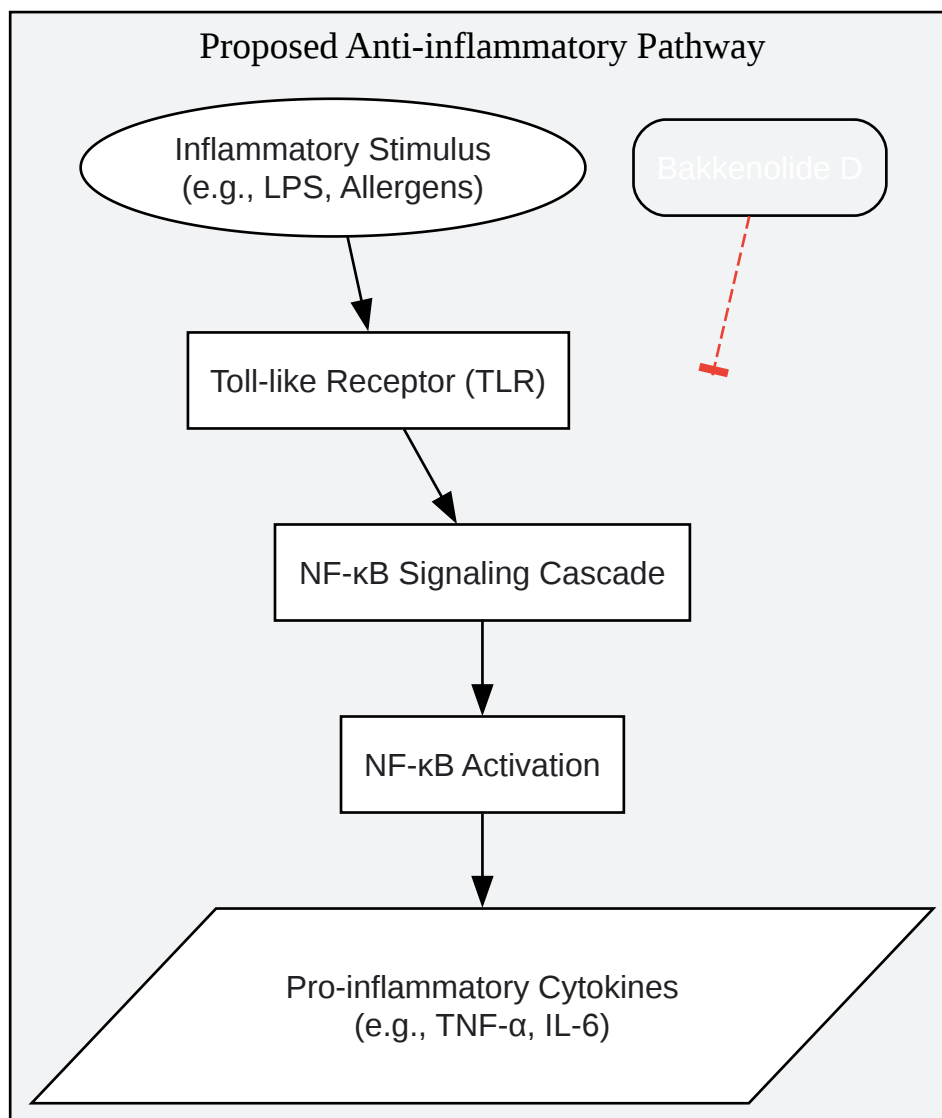 Proposed Anti-inflammatory Pathway
Inflammatory Stimulus
(e.g., LPS, Allergens)
Bakkenolide D
Toll-like Receptor (TLR)
NF-κB Signaling Cascade
NF-κB Activation
Pro-inflammatory Cytokines
(e.g., TNF-α, IL-6)